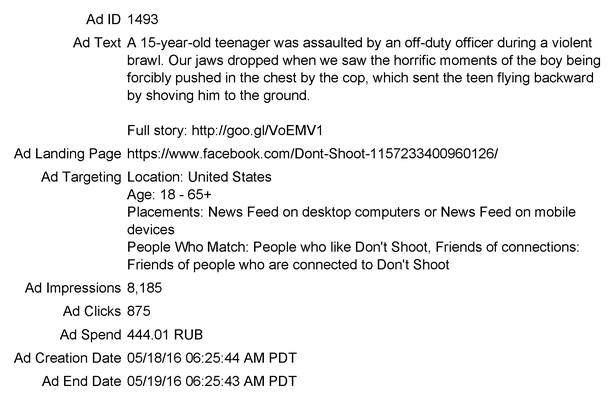 Ad ID 1493
Ad Text A 15-year-old teenager was assaulted by an off-duty officer during a violent
brawl. Our jaws dropped when we saw the horrific moments of the boy being
forcibly pushed in the chest by the cop, which sent the teen flying backward
by shoving him to the ground.
Full story: http://goo.gl/VoEMV1
Ad Landing Page https://www.facebook.com/Dont-Shoot-1157233400960126/
Ad Targeting Location: United States
Age: 18 - 65+
Placements: News Feed on desktop computers or News Feed on mobile
devices
People Who Match: People who like Don't Shoot, Friends of connections:
Friends of people who are connected to Don't Shoot
Ad Impressions 8,185
Ad Clicks 875
Ad Spend 444.01 RUB
Ad Creation Date 05/18/16 06:25:44 AM PDT
Ad End Date 05/19/16 06:25:43 AM PDT